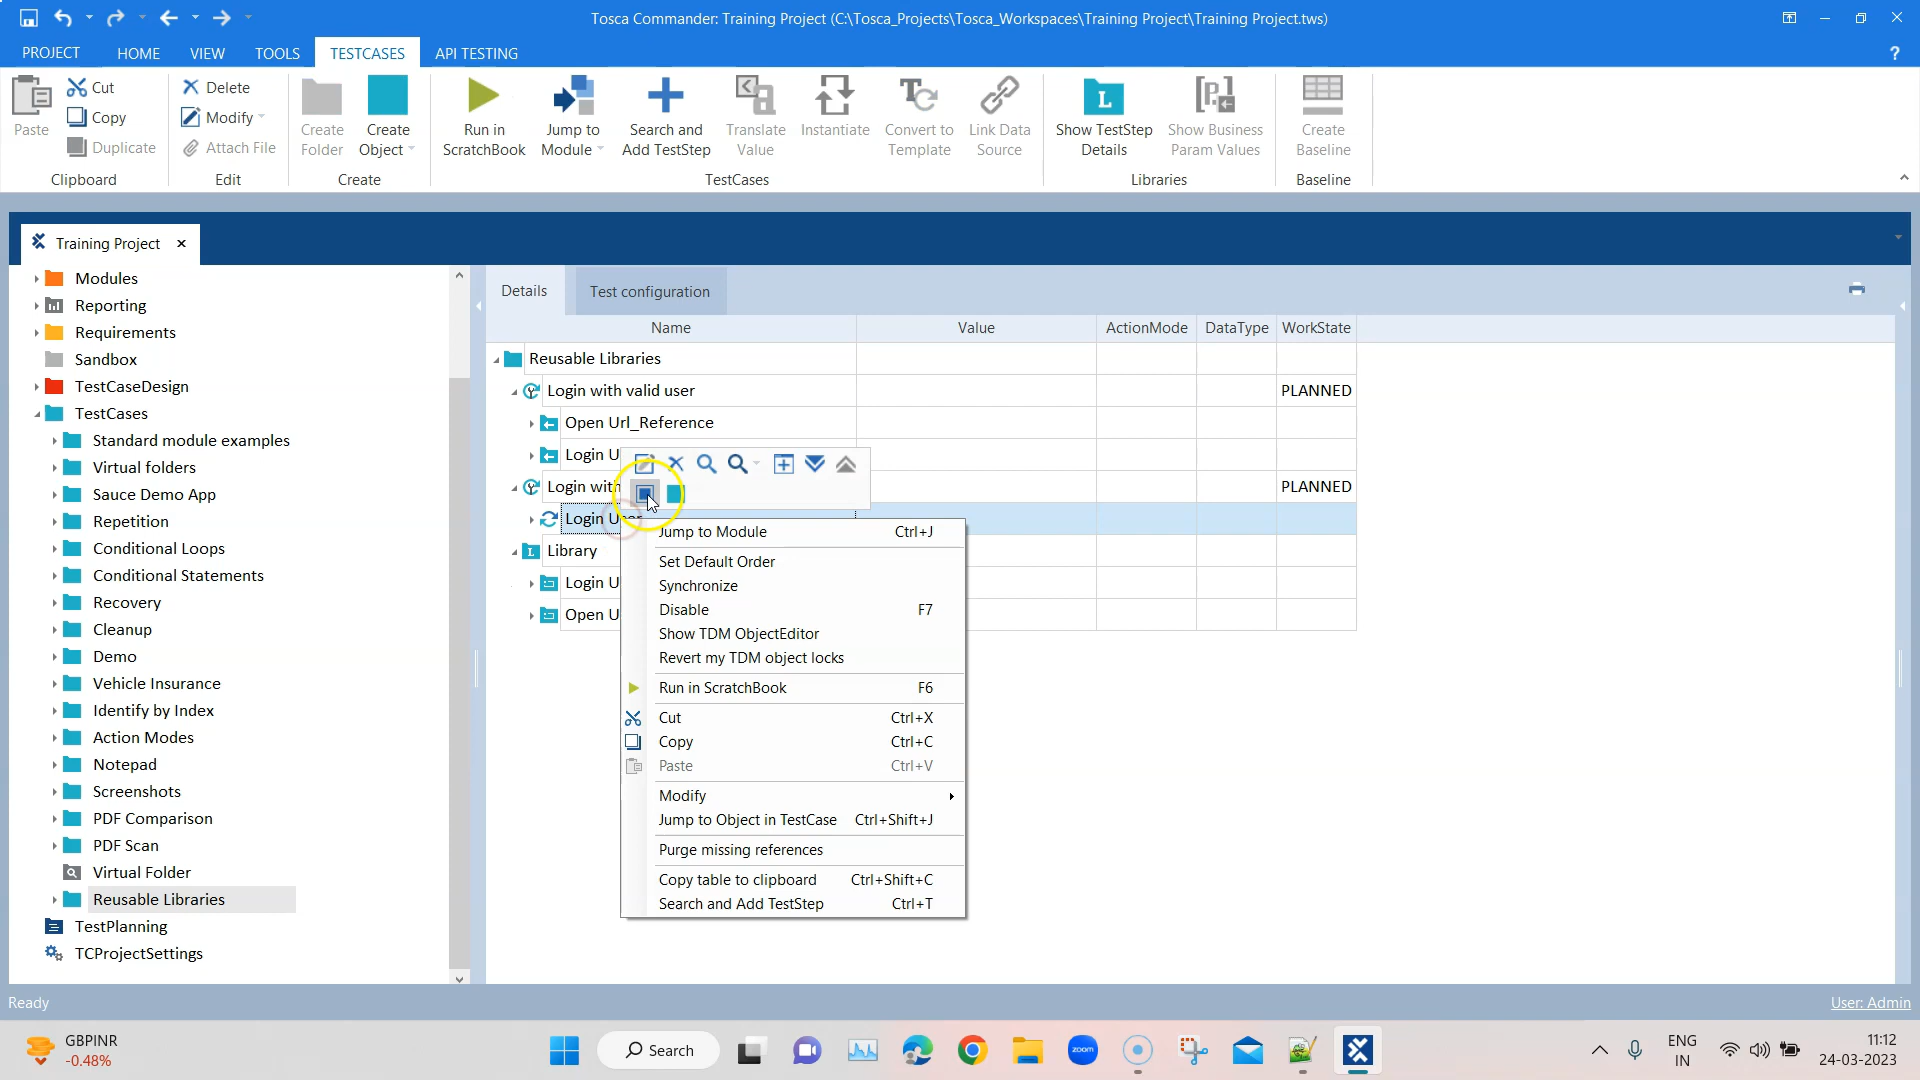 Tosca Commander: Training Project (C:\Tosca_Projects\Tosca_Workspaces\Training Project\Training Project.tws)
PROJECT HOME VIEW TOOLS TESTCASES API TESTING ?
Paste Cut Copy Duplicate
Delete Modify Attach File
Create Folder Create Object
Run in ScratchBook Jump to Module Search and Add TestStep Translate Value Instantiate Convert to Template Link Data Source
Show TestStep Details Show Business Param Values Create Baseline
Clipboard Edit Create TestCases Libraries Baseline
Training Project
Modules
Reporting
Requirements
Sandbox
TestCaseDesign
TestCases
Standard module examples
Virtual folders
Sauce Demo App
Repetition
Conditional Loops
Conditional Statements
Recovery
Cleanup
Demo
Vehicle Insurance
Identify by Index
Action Modes
Notepad
Screenshots
PDF Comparison
PDF Scan
Virtual Folder
Reusable Libraries
TestPlanning
TCProjectSettings
Details Test configuration
Name Value ActionMode DataType WorkState
Reusable Libraries
Login with valid user PLANNED
Open Url_Reference
Login U
Login with PLANNED
Login User
Library
Login U
Open U
Jump to Module Ctrl+J
Set Default Order
Synchronize
Disable F7
Show TDM ObjectEditor
Revert my TDM object locks
Run in ScratchBook F6
Cut Ctrl+X
Copy Ctrl+C
Paste Ctrl+V
Modify
Jump to Object in TestCase Ctrl+Shift+J
Purge missing references
Copy table to clipboard Ctrl+Shift+C
Search and Add TestStep Ctrl+T
Ready User: Admin
GBPINR
-0.48%
Search
zoom
ENG
IN
11:12
24-03-2023